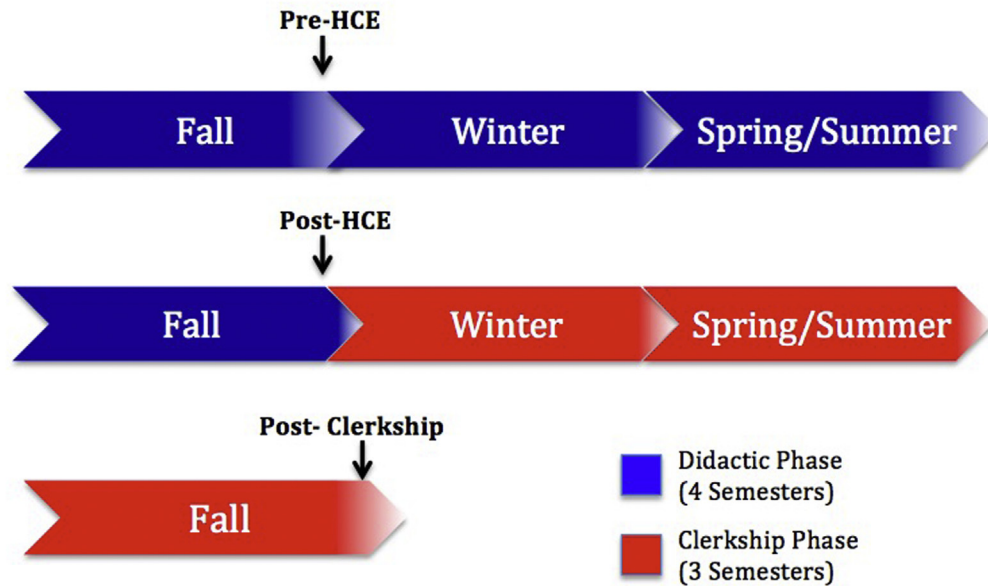 Pre-HCE
Fall
Winter
Spring/Summer
Post-HCE
Fall
Winter
Spring/Summer
Post- Clerkship
Fall
Didactic Phase
(4 Semesters)
Clerkship Phase
(3 Semesters)